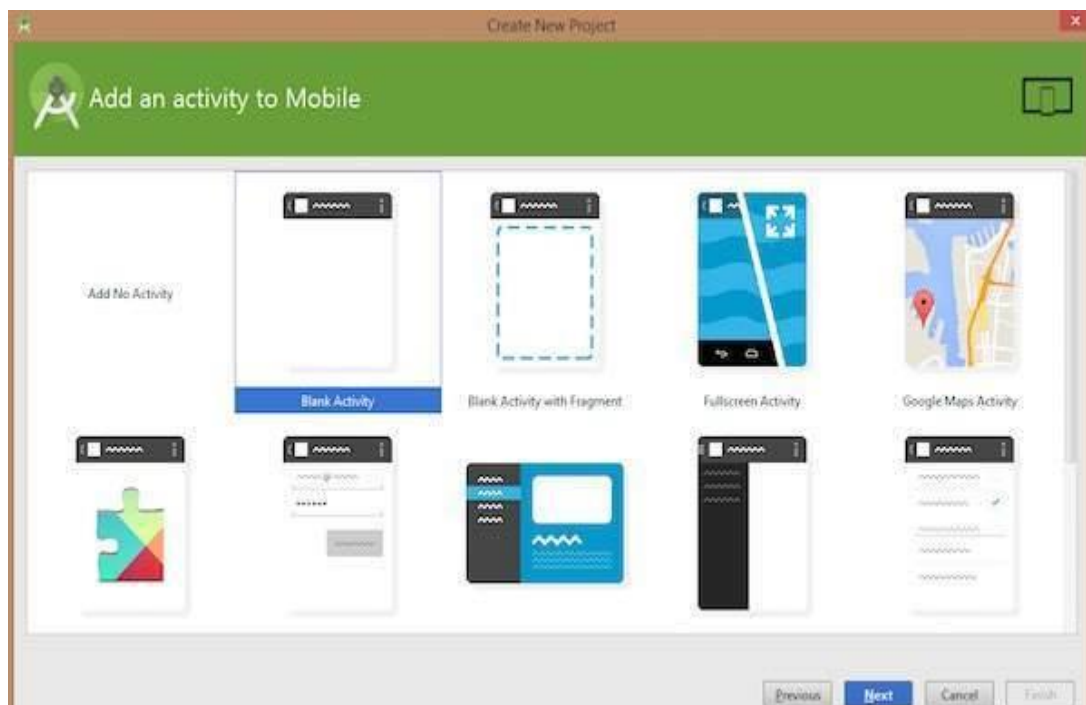 Create New Project
Add an activity to Mobile
Add No Activity
Blank Activity
Blank Activity with Fragment
Fullscreen Activity
Google Maps Activity
Previous
Next
Cancel
Finish